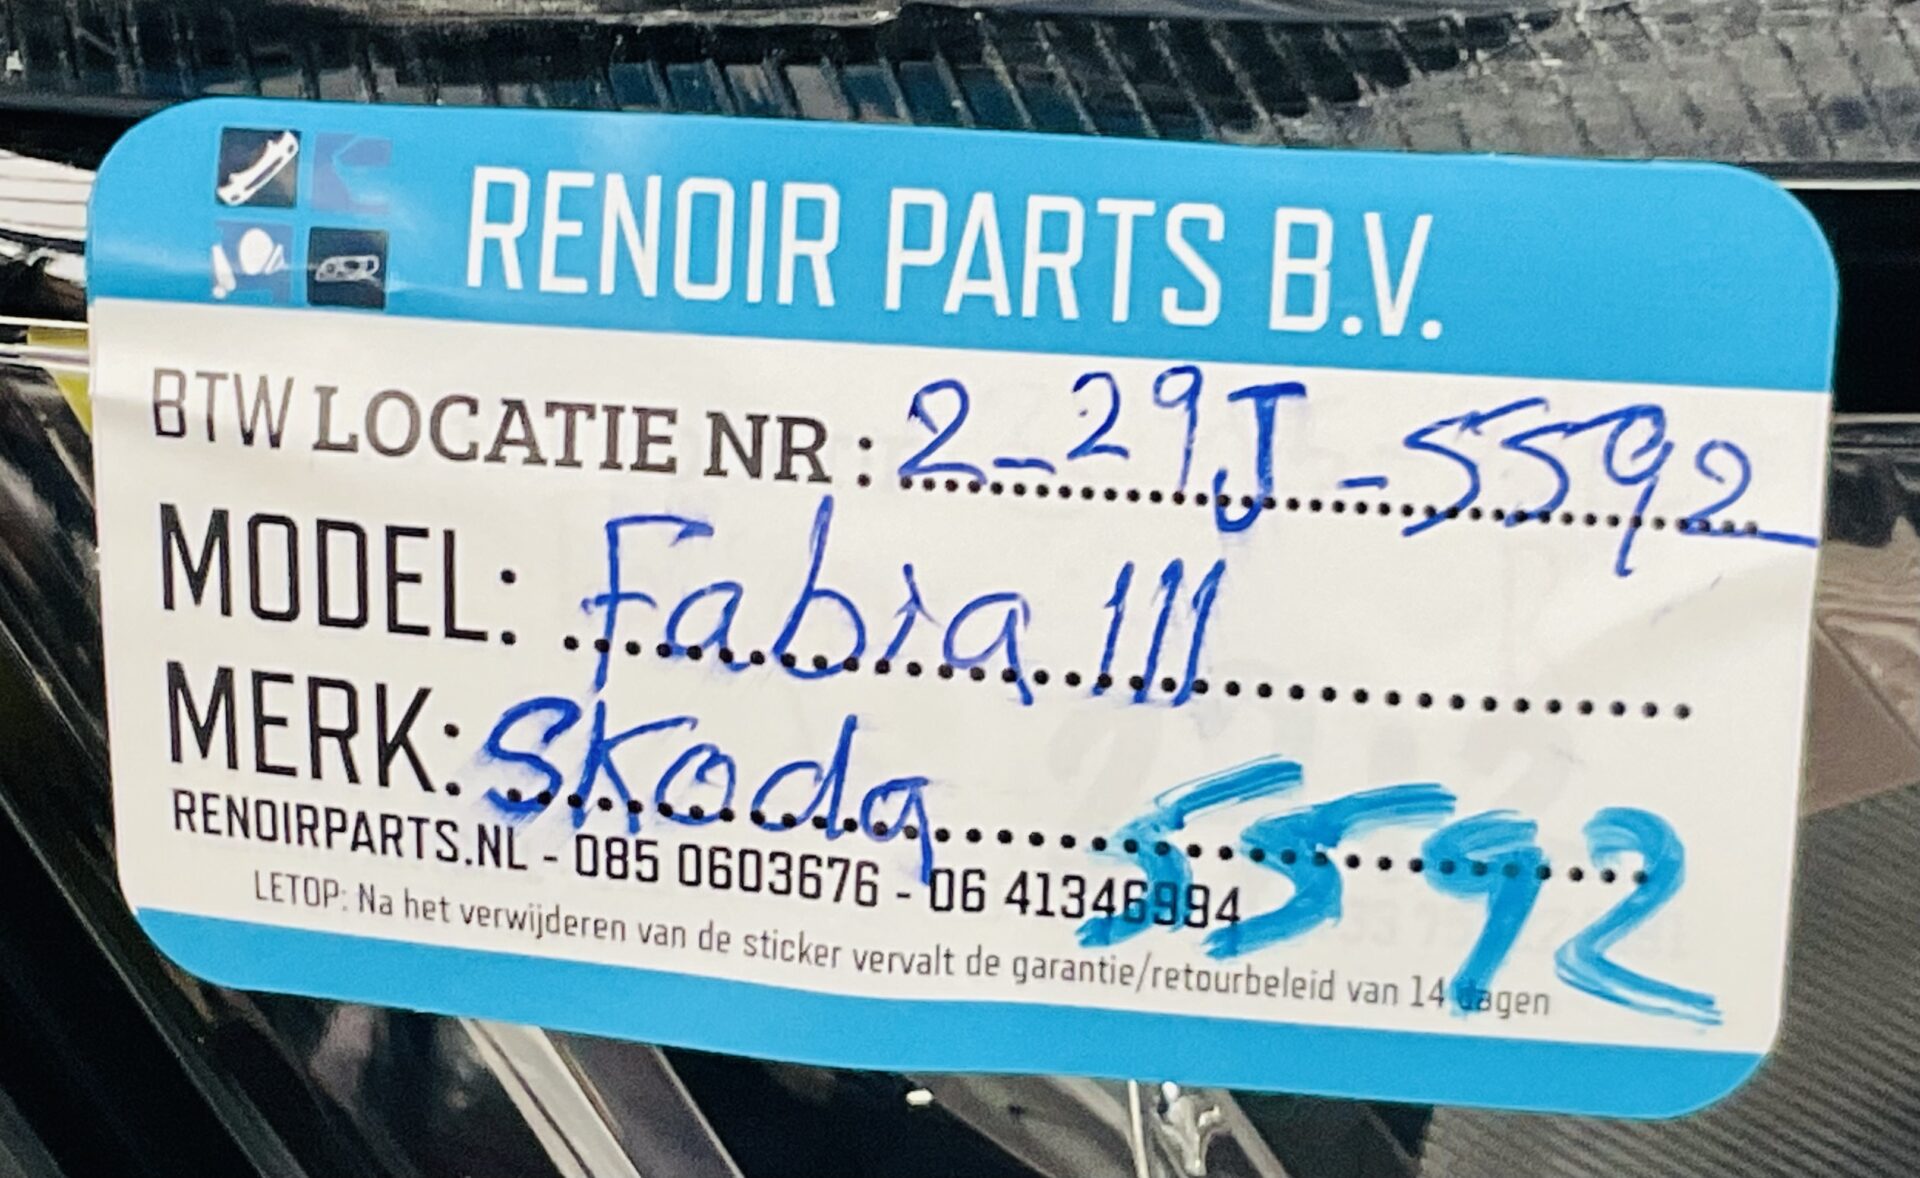 RENOIR PARTS B.V.
BTW LOCATIE NR : 2-29J-5592
MODEL: Fabia III
MERK: Skoda
5592
RENOIRPARTS.NL - 085 0603676 - 06 41346994
LETOP: Na het verwijderen van de sticker vervalt de garantie/retourbeleid van 14 dagen